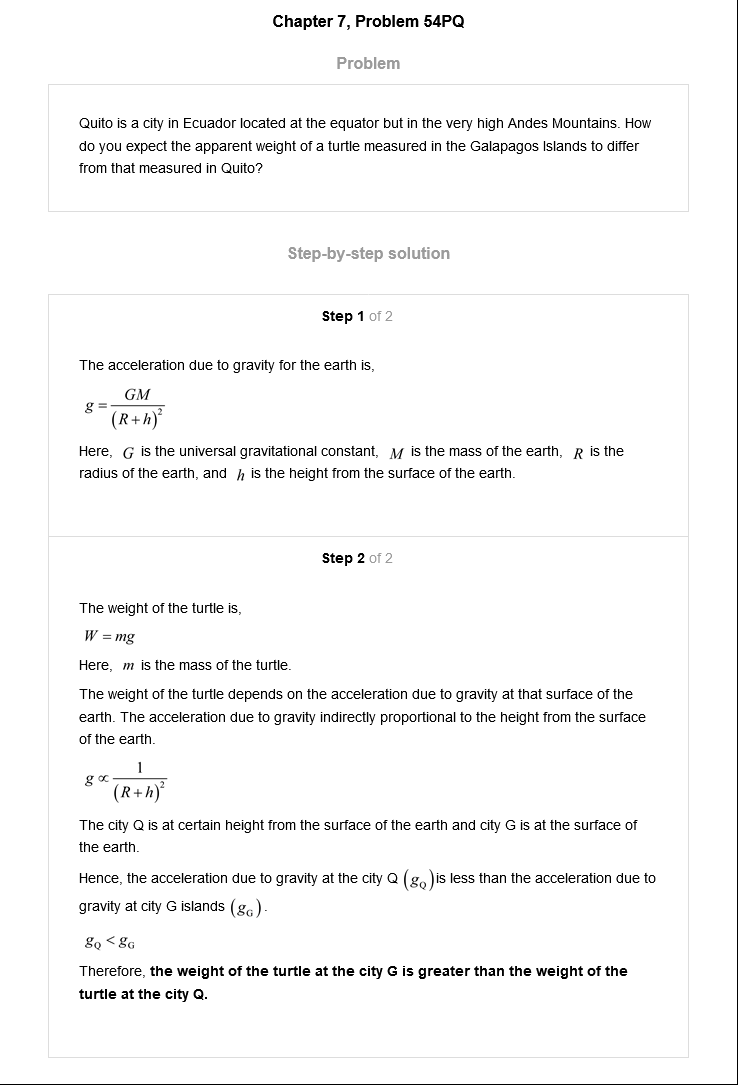 Chapter 7, Problem 54PQ
Problem
Quito is a city in Ecuador located at the equator but in the very high Andes Mountains. How
do you expect the apparent weight of a turtle measured in the Galapagos Islands to differ
from that measured in Quito?
Step-by-step solution
Step 1 of 2
The acceleration due to gravity for the earth is,
g = GM / (R + h)²
Here, G is the universal gravitational constant, M is the mass of the earth, R is the
radius of the earth, and h is the height from the surface of the earth.
Step 2 of 2
The weight of the turtle is,
W = mg
Here, m is the mass of the turtle.
The weight of the turtle depends on the acceleration due to gravity at that surface of the
earth. The acceleration due to gravity indirectly proportional to the height from the surface
of the earth.
g ∝ 1 / (R + h)²
The city Q is at certain height from the surface of the earth and city G is at the surface of
the earth.
Hence, the acceleration due to gravity at the city Q (g_Q)is less than the acceleration due to
gravity at city G islands (g_G).
g_Q < g_G
Therefore, the weight of the turtle at the city G is greater than the weight of the
turtle at the city Q.